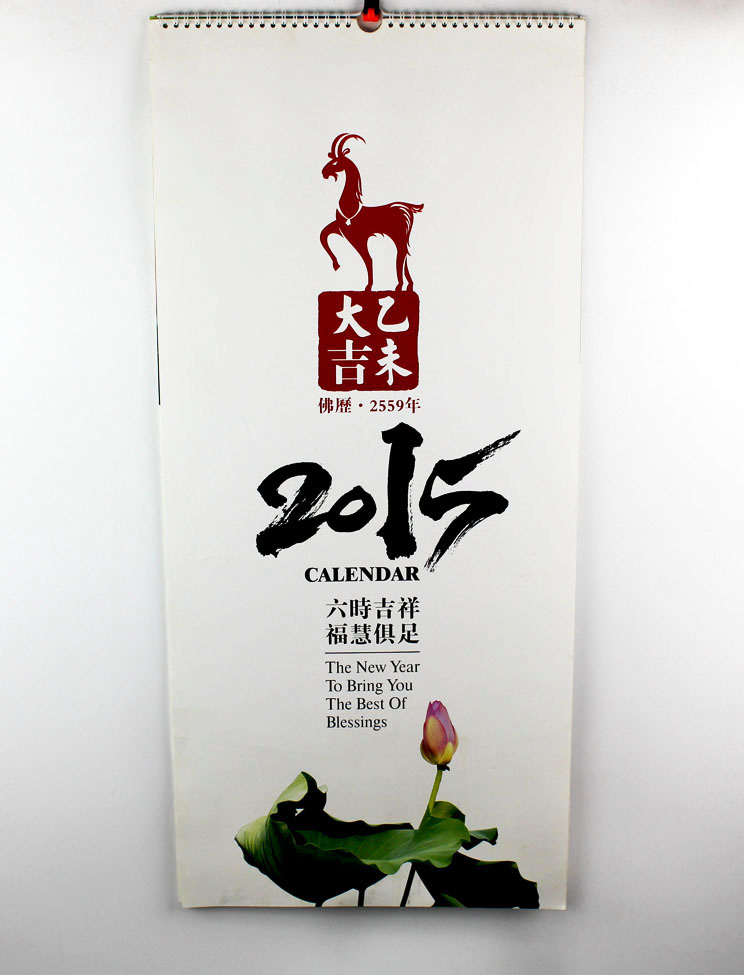 乙未
大吉
佛歷·2559年
2015
CALENDAR
六時吉祥
福慧俱足
The New Year
To Bring You
The Best Of
Blessings